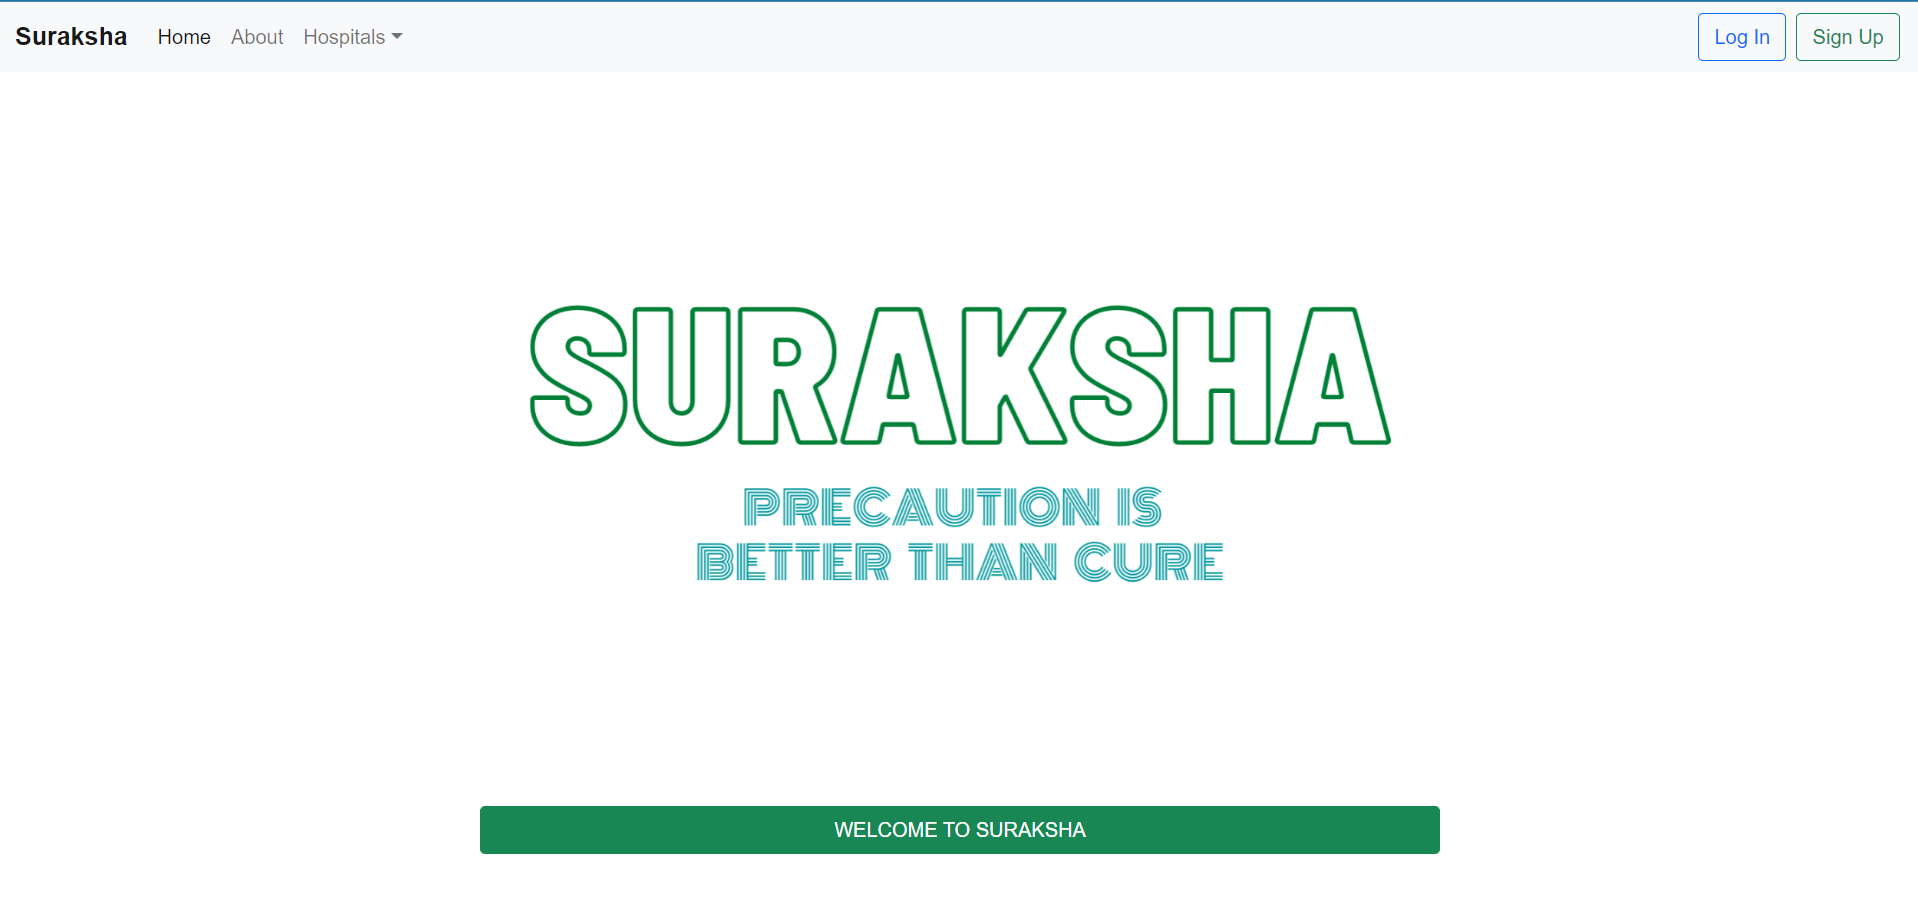 Suraksha Home About Hospitals Log In Sign Up
SURAKSHA
PRECAUTION IS
BETTER THAN CURE
WELCOME TO SURAKSHA